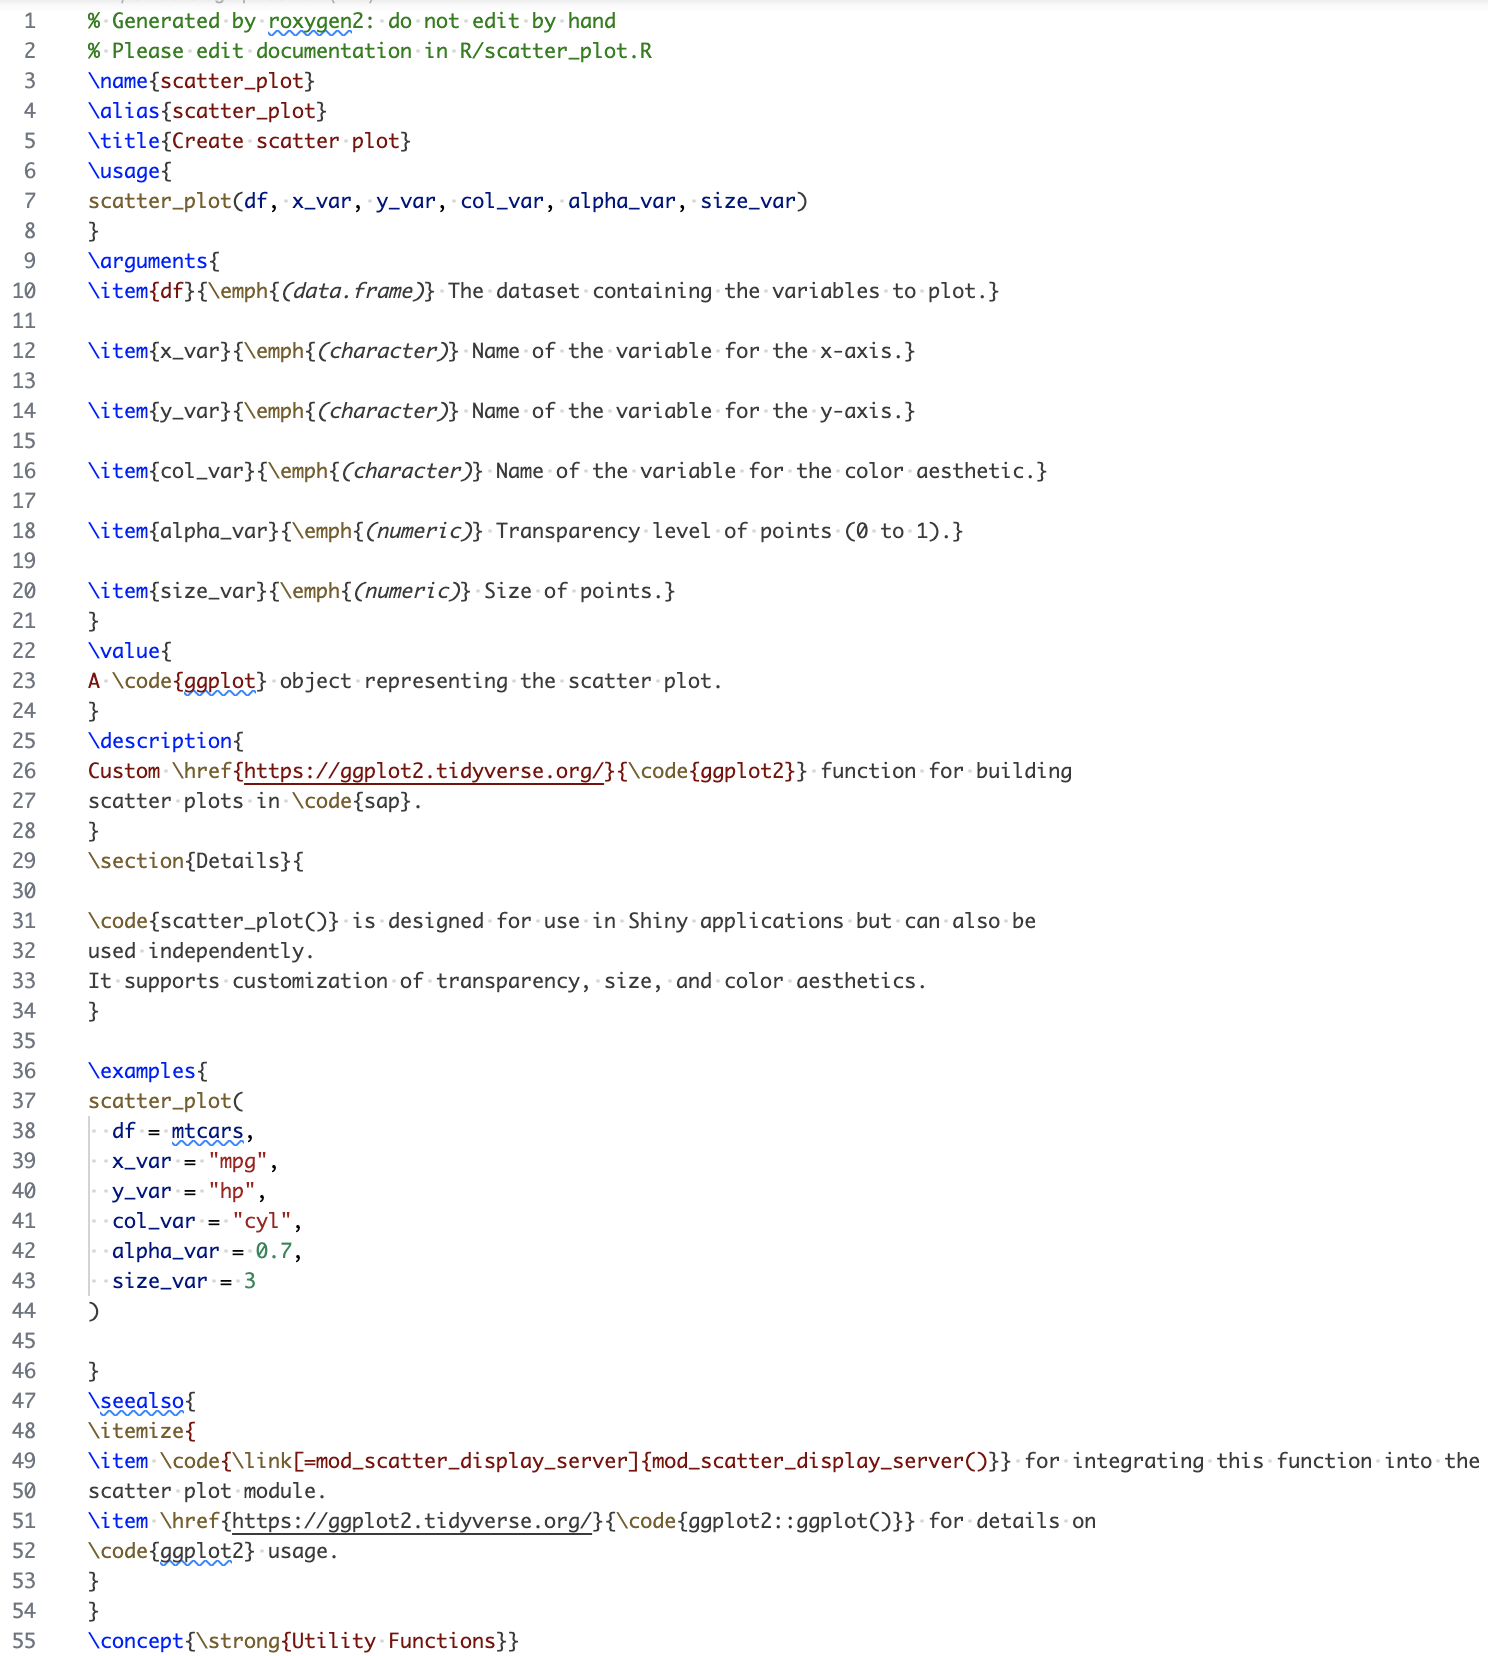 1 % Generated by roxygen2: do not edit by hand
2 % Please edit documentation in R/scatter_plot.R
3 \name{scatter_plot}
4 \alias{scatter_plot}
5 \title{Create scatter plot}
6 \usage{
7 scatter_plot(df, x_var, y_var, col_var, alpha_var, size_var)
8 }
9 \arguments{
10 \item{df}{\emph{(data.frame)} The dataset containing the variables to plot.}
11
12 \item{x_var}{\emph{(character)} Name of the variable for the x-axis.}
13
14 \item{y_var}{\emph{(character)} Name of the variable for the y-axis.}
15
16 \item{col_var}{\emph{(character)} Name of the variable for the color aesthetic.}
17
18 \item{alpha_var}{\emph{(numeric)} Transparency level of points (0 to 1).}
19
20 \item{size_var}{\emph{(numeric)} Size of points.}
21 }
22 \value{
23 A \code{ggplot} object representing the scatter plot.
24 }
25 \description{
26 Custom \href{https://ggplot2.tidyverse.org/}{\code{ggplot2}} function for building
27 scatter plots in \code{sap}.
28 }
29 \section{Details}{
30
31 \code{scatter_plot()} is designed for use in Shiny applications but can also be
32 used independently.
33 It supports customization of transparency, size, and color aesthetics.
34 }
35
36 \examples{
37 scatter_plot(
38   df = mtcars,
39   x_var = "mpg",
40   y_var = "hp",
41   col_var = "cyl",
42   alpha_var = 0.7,
43   size_var = 3
44 )
45
46 }
47 \seealso{
48 \itemize{
49 \item \code{\link[=mod_scatter_display_server]{mod_scatter_display_server()}} for integrating this function into the
50 scatter plot module.
51 \item \href{https://ggplot2.tidyverse.org/}{\code{ggplot2::ggplot()}} for details on
52 \code{ggplot2} usage.
53 }
54 }
55 \concept{\strong{Utility Functions}}